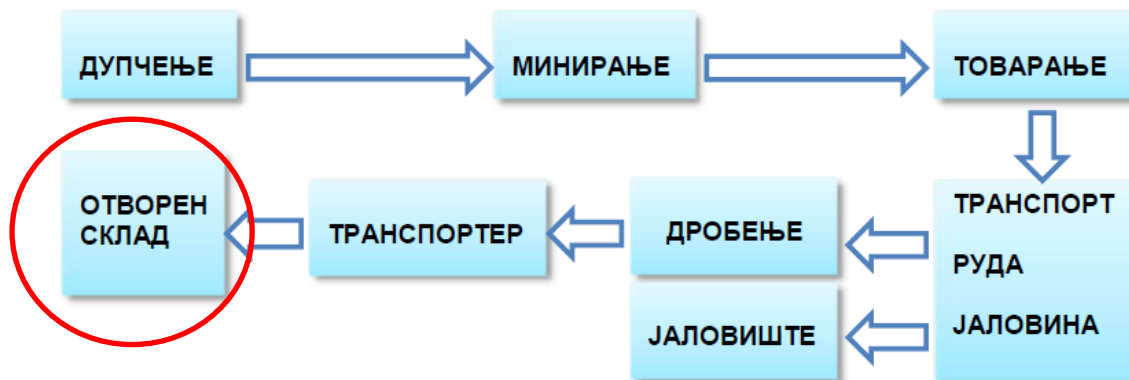 ДУПЧЕЊЕ
МИНИРАЊЕ
ТОВАРАЊЕ
ТРАНСПОРТ
РУДА
ЈАЛОВИНА
ДРОБЕЊЕ
ЈАЛОВИШТЕ
ТРАНСПОРТЕР
ОТВОРЕН
СКЛАД